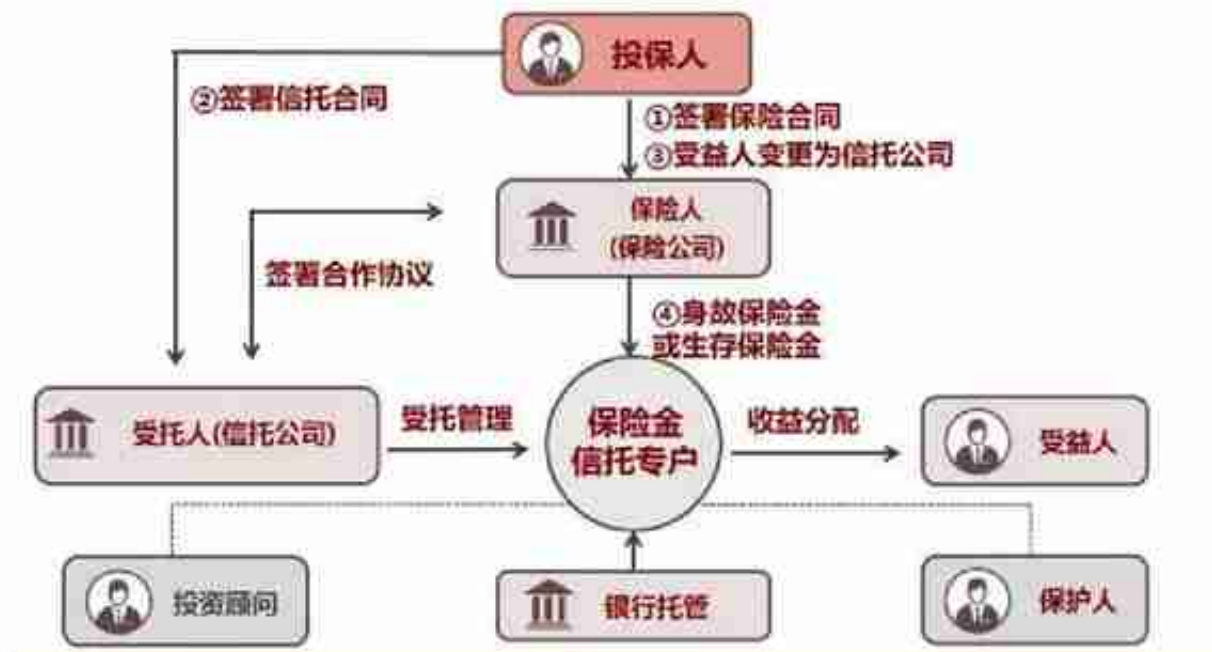 投保人
②签署信托合同
①签署保险合同
③受益人变更为信托公司
保险人
(保险公司)
签署合作协议
④身故保险金
或生存保险金
受托人(信托公司)
受托管理
保险金
信托专户
收益分配
受益人
投资顾问
银行托管
保护人